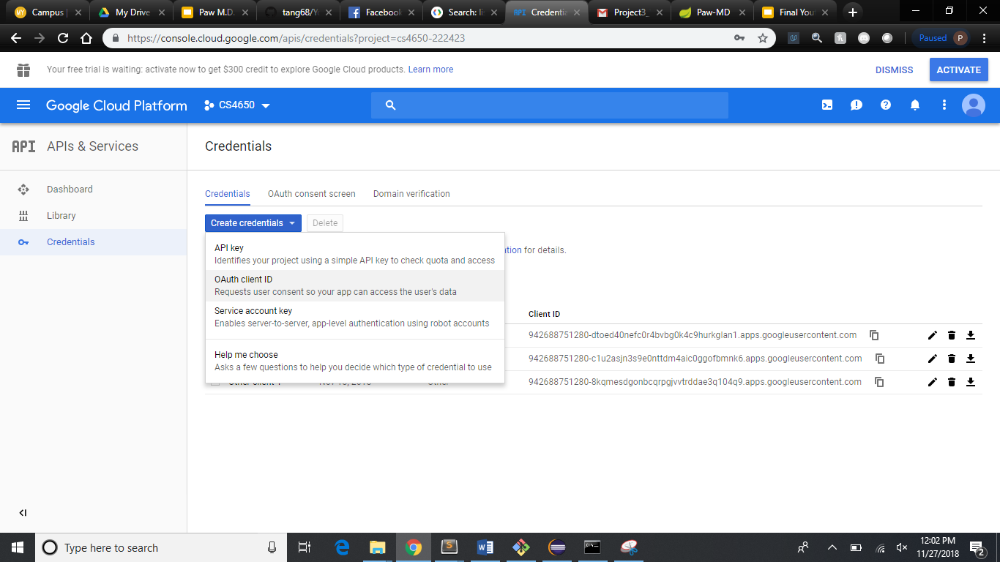 Campus
My Drive
Paw M.D.
tang68/Yo
Facebook
Search: li
API Credentia
Project3_
Paw-MD
Final You
https://console.cloud.google.com/apis/credentials?project=cs4650-222423
Paused P
Your free trial is waiting: activate now to get $300 credit to explore Google Cloud products. Learn more
DISMISS
ACTIVATE
Google Cloud Platform
CS4650
API APIs & Services
Credentials
Dashboard
Library
Credentials
Credentials
OAuth consent screen
Domain verification
Create credentials
Delete
API key
Identifies your project using a simple API key to check quota and access
OAuth client ID
Requests user consent so your app can access the user's data
Service account key
Enables server-to-server, app-level authentication using robot accounts
Help me choose
Asks a few questions to help you decide which type of credential to use
for details.
Client ID
942688751280-dtoed40nefc0r4bvbg0k4c9hurkglan1.apps.googleusercontent.com
942688751280-c1u2asjn3s9e0nttdm4aic0ggofbmnk6.apps.googleusercontent.com
942688751280-8kqmesdgonbcqrpgjvvtrddae3q104q9.apps.googleusercontent.com
Type here to search
12:02 PM
11/27/2018
2